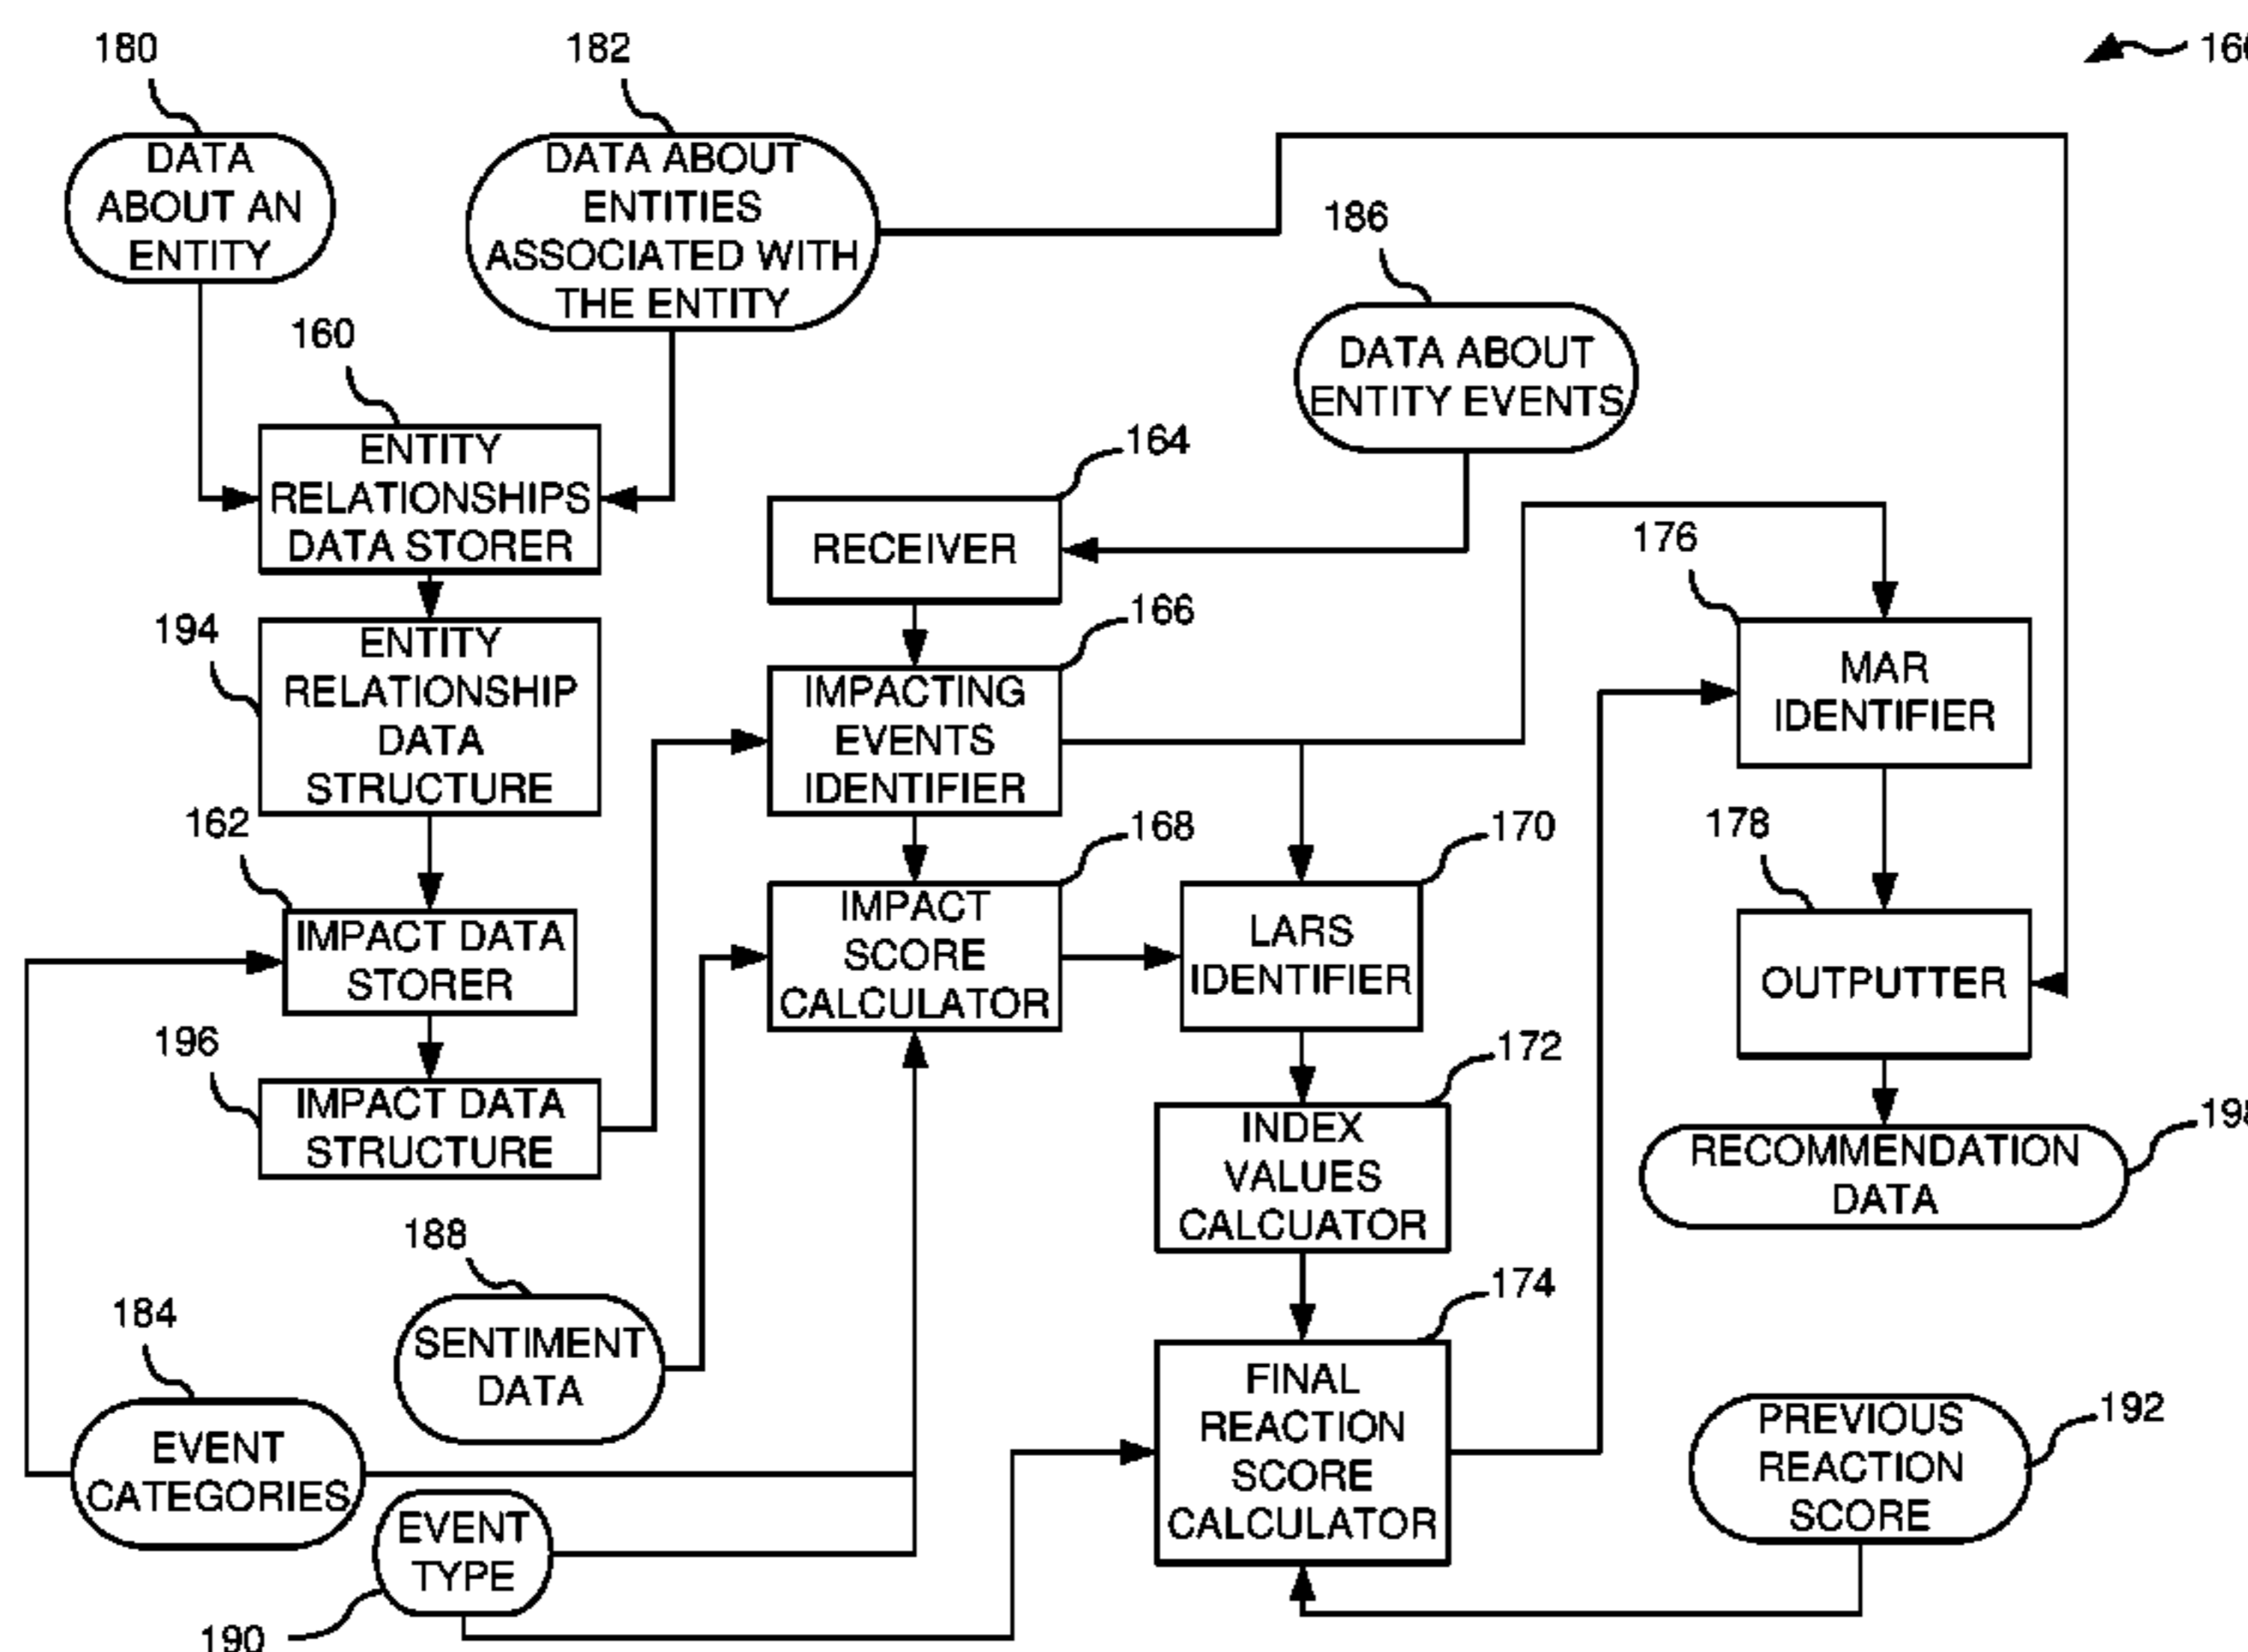 180
182
160
DATA
ABOUT AN
ENTITY
DATA ABOUT
ENTITIES
ASSOCIATED WITH
THE ENTITY
186
DATA ABOUT
ENTITY EVENTS
160
ENTITY
RELATIONSHIPS
DATA STORER
164
RECEIVER
176
MAR
IDENTIFIER
194
ENTITY
RELATIONSHIP
DATA
STRUCTURE
166
IMPACTING
EVENTS
IDENTIFIER
162
IMPACT DATA
STORER
168
IMPACT
SCORE
CALCULATOR
170
LARS
IDENTIFIER
178
OUTPUTTER
196
IMPACT DATA
STRUCTURE
172
INDEX
VALUES
CALCUATOR
198
RECOMMENDATION
DATA
188
SENTIMENT
DATA
184
EVENT
CATEGORIES
174
FINAL
REACTION
SCORE
CALCULATOR
192
PREVIOUS
REACTION
SCORE
EVENT
TYPE
190